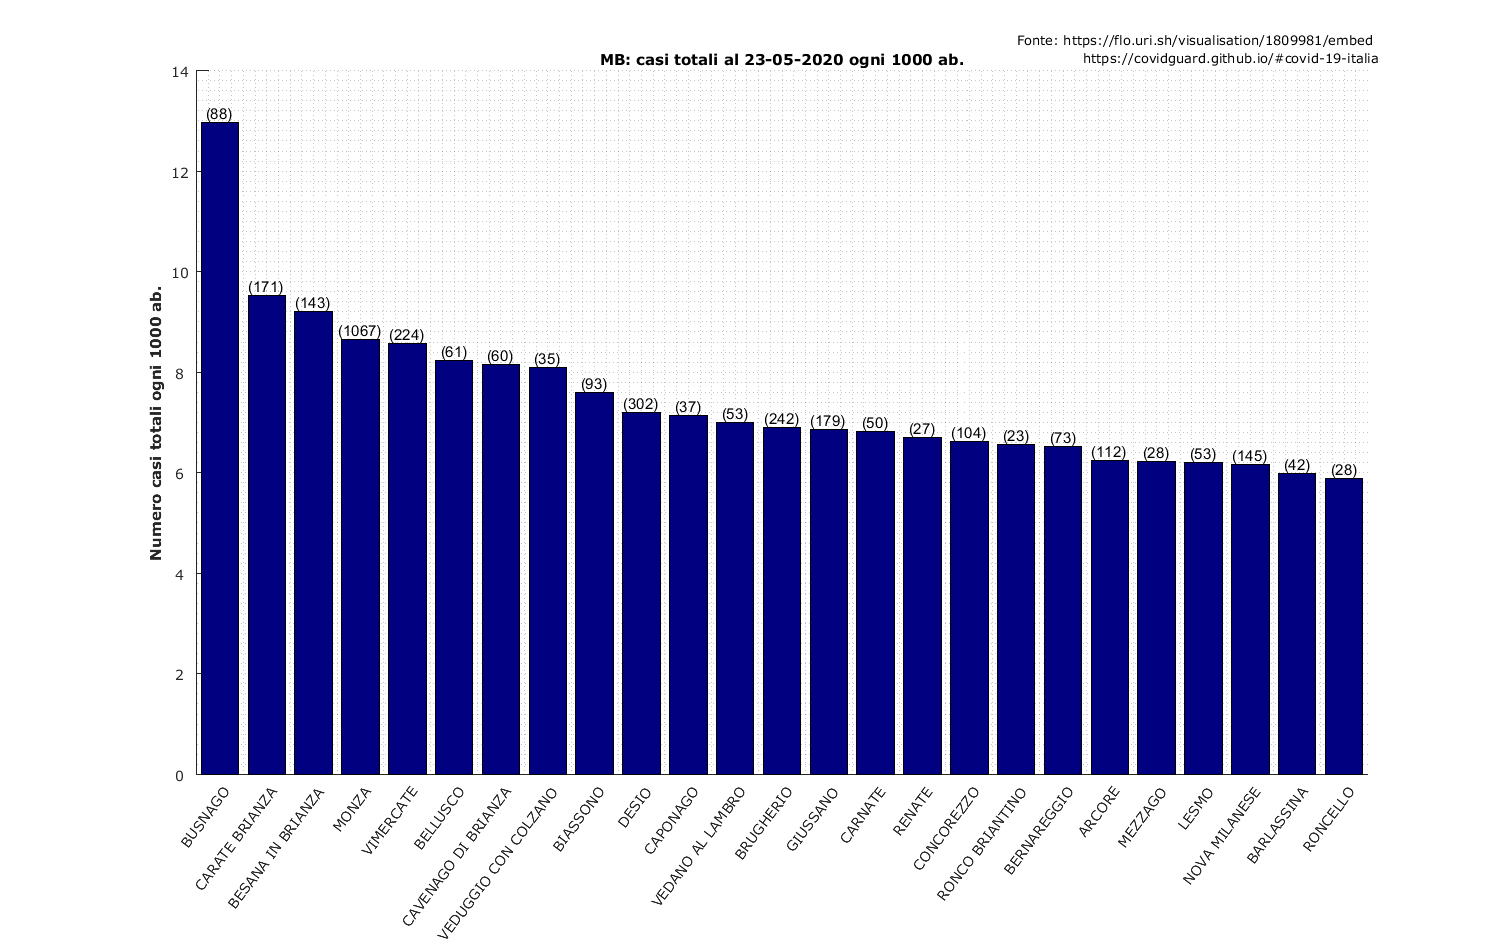 Fonte: https://flo.uri.sh/visualisation/1809981/embed
https://covidguard.github.io/#covid-19-italia
MB: casi totali al 23-05-2020 ogni 1000 ab.
Numero casi totali ogni 1000 ab.
14
12
10
8
6
4
2
0
(88)
(171)
(143)
(1067)
(224)
(61)
(60)
(35)
(93)
(302)
(37)
(53)
(242)
(179)
(50)
(27)
(104)
(23)
(73)
(112)
(28)
(53)
(145)
(42)
(28)
BUSNAGO
CARATE BRIANZA
BESANA IN BRIANZA
MONZA
VIMERCATE
BELLUSCO
CAVENAGO DI BRIANZA
VEDUGGIO CON COLZANO
BIASSONO
DESIO
CAPONAGO
VEDANO AL LAMBRO
BRUGHERIO
GIUSSANO
CARNATE
RENATE
CONCOREZZO
RONCO BRIANTINO
BERNAREGGIO
ARCORE
MEZZAGO
LESMO
NOVA MILANESE
BARLASSINA
RONCELLO